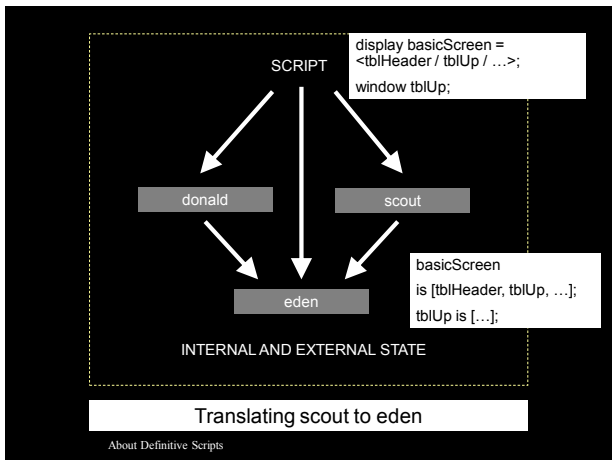 display basicScreen =
<tblHeader / tblUp / …>;
window tblUp;
SCRIPT
donald
scout
eden
basicScreen
is [tblHeader, tblUp, …];
tblUp is […];
INTERNAL AND EXTERNAL STATE
Translating scout to eden
About Definitive Scripts